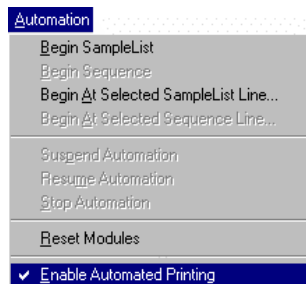 Automation
Begin SampleList
Begin Sequence
Begin At Selected SampleList Line...
Begin At Selected Sequence Line...
Suspend Automation
Resume Automation
Stop Automation
Reset Modules
Enable Automated Printing